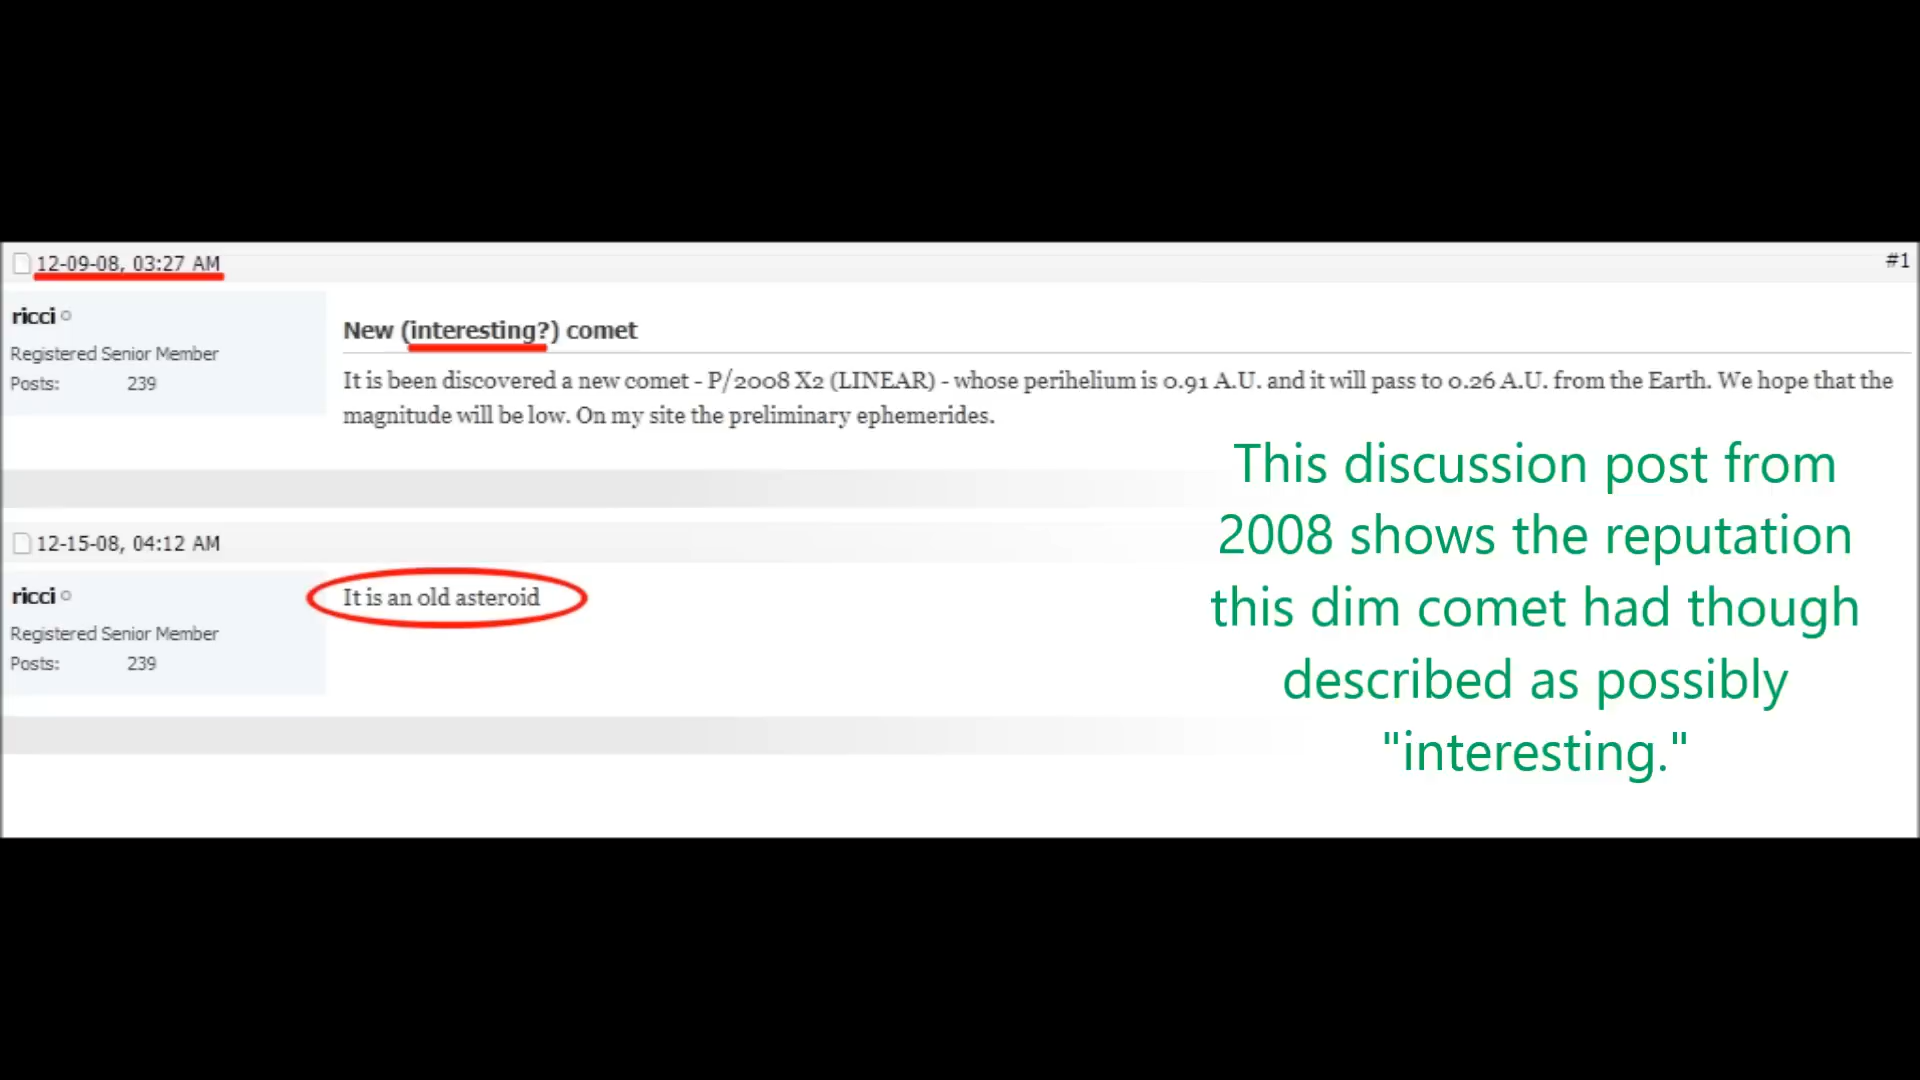 12-09-08, 03:27 AM
#1
ricci
Registered Senior Member
Posts: 239
New (interesting?) comet
It is been discovered a new comet - P/2008 X2 (LINEAR) - whose perihelium is 0.91 A.U. and it will pass to 0.26 A.U. from the Earth. We hope that the
magnitude will be low. On my site the preliminary ephemerides.
12-15-08, 04:12 AM
ricci
Registered Senior Member
Posts: 239
It is an old asteroid
This discussion post from
2008 shows the reputation
this dim comet had though
described as possibly
"interesting."